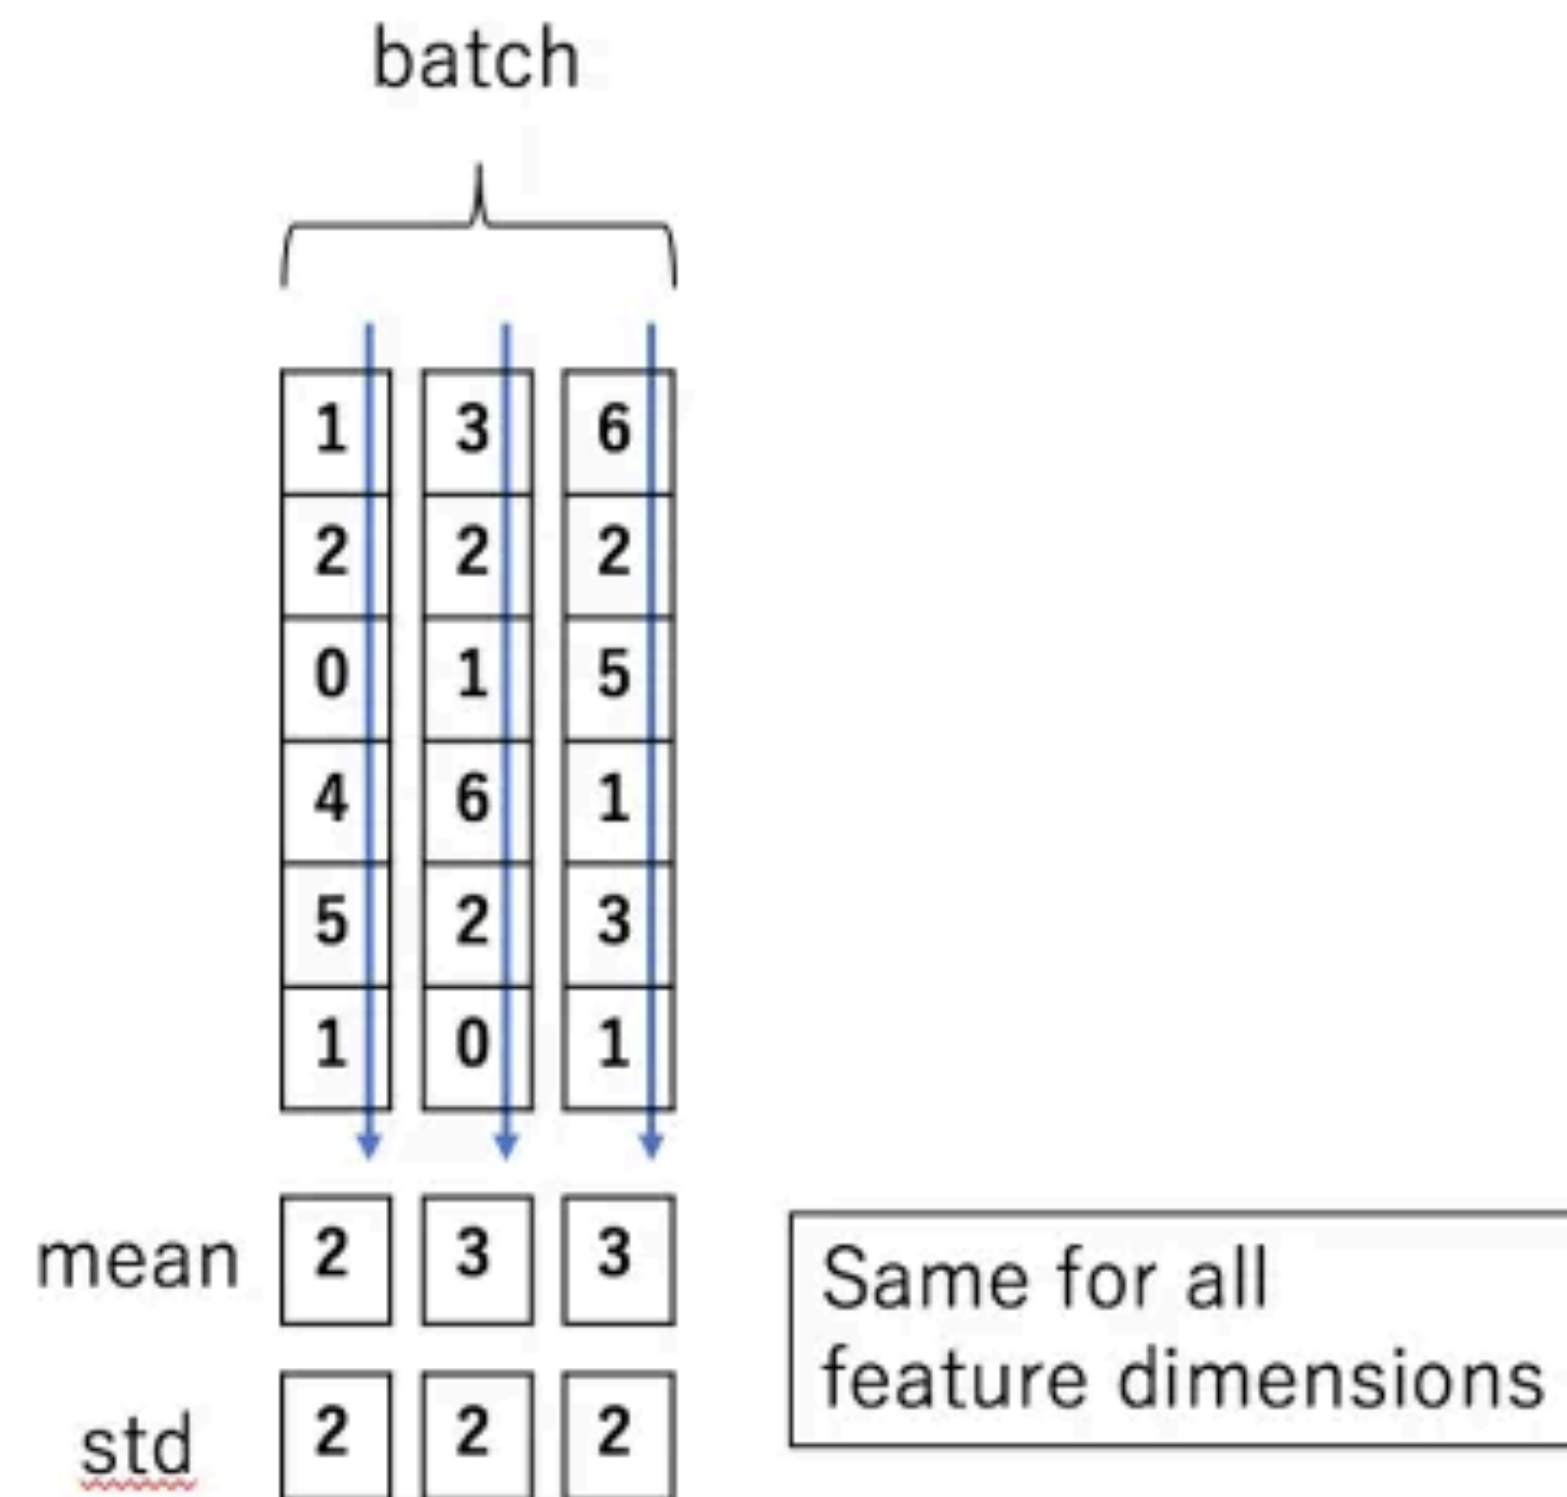 batch
1 3 6
2 2 2
0 1 5
4 6 1
5 2 3
1 0 1
mean 2 3 3
Same for all
feature dimensions
std 2 2 2